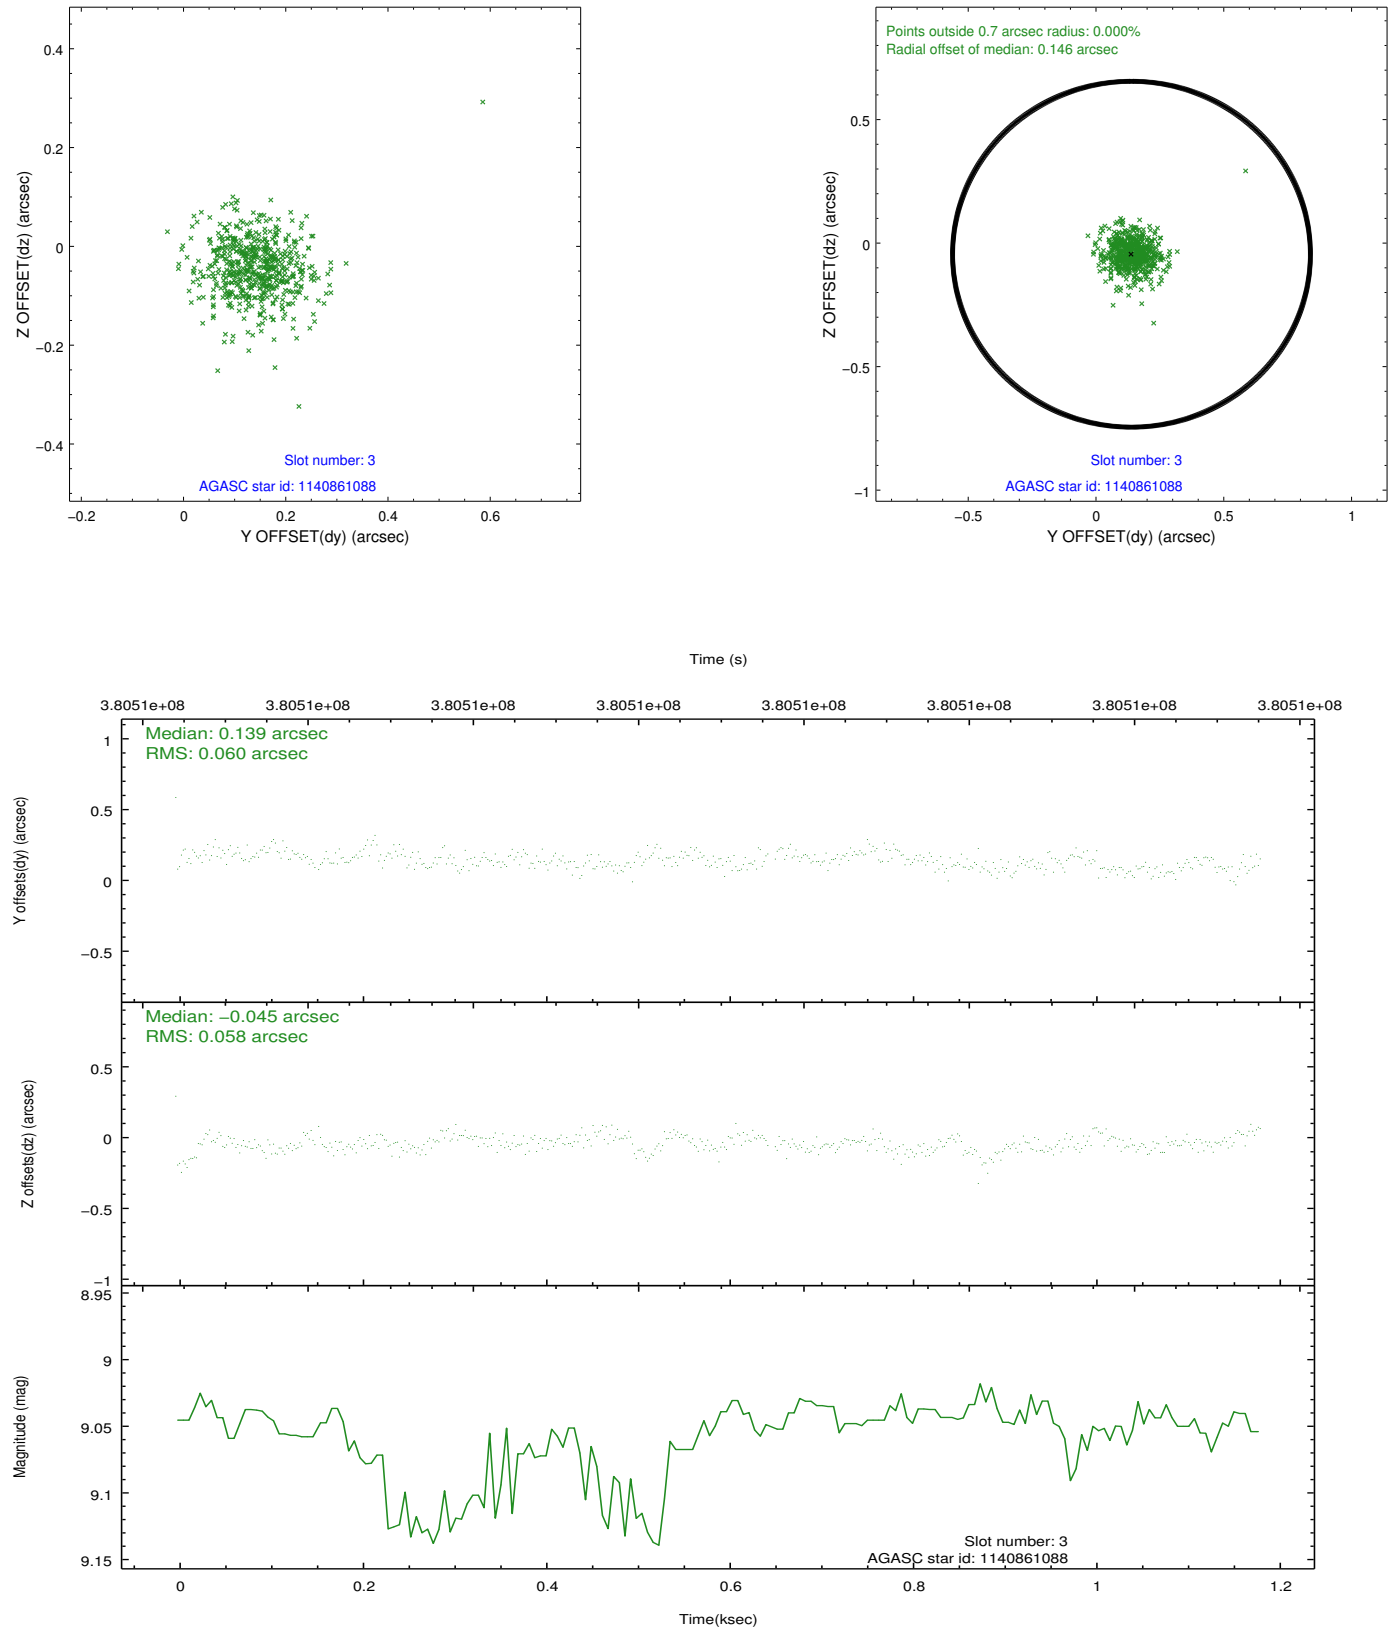 0.4
0.2
0
−0.2
−0.4
Z OFFSET(dz) (arcsec)
Slot number: 3
AGASC star id: 1140861088
−0.2 0 0.2 0.4 0.6
Y OFFSET(dy) (arcsec)
Points outside 0.7 arcsec radius: 0.000%
Radial offset of median: 0.146 arcsec
0.5
0
−0.5
−1
Z OFFSET(dz) (arcsec)
Slot number: 3
AGASC star id: 1140861088
−0.5 0 0.5 1
Y OFFSET(dy) (arcsec)
Time (s)
3.8051e+08 3.8051e+08 3.8051e+08 3.8051e+08 3.8051e+08 3.8051e+08 3.8051e+08 3.8051e+08
Median: 0.139 arcsec
RMS: 0.060 arcsec
1
0.5
0
−0.5
Y offsets(dy) (arcsec)
Median: −0.045 arcsec
RMS: 0.058 arcsec
0.5
0
−0.5
−1
Z offsets(dz) (arcsec)
8.95
9
9.05
9.1
9.15
Magnitude (mag)
Slot number: 3
AGASC star id: 1140861088
0 0.2 0.4 0.6 0.8 1 1.2
Time(ksec)